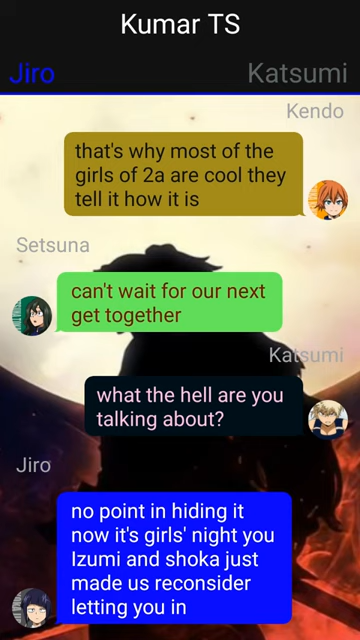 Kumar TS
Jiro Katsumi
Kendo
that's why most of the
girls of 2a are cool they
tell it how it is
Setsuna
can't wait for our next
get together
Katsumi
what the hell are you
talking about?
Jiro
no point in hiding it
now it's girls' night you
Izumi and shoka just
made us reconsider
letting you in